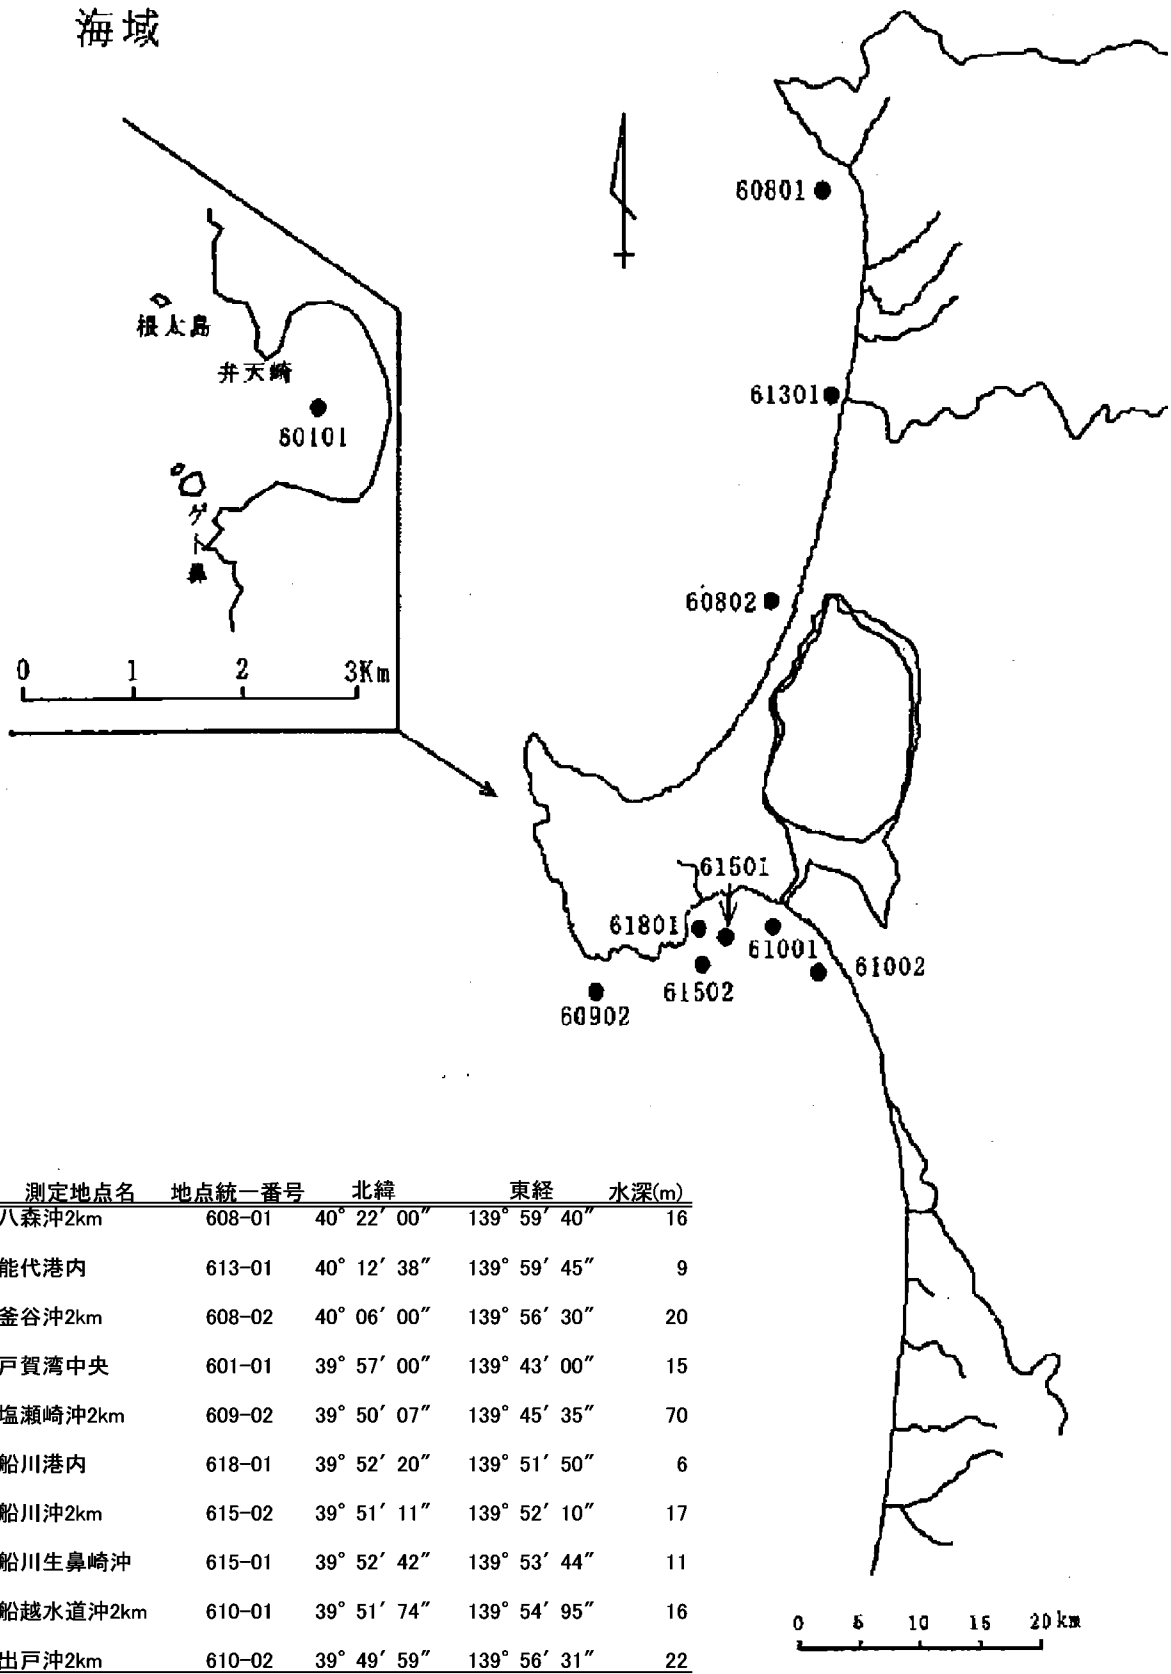 海域
60801
根太島
弁天崎
61301
80101
ゲト鼻
60802
0 1 2 3Km
61501
61801
61001
61002
61502
60902
測定地点名 地点統一番号 北緯 東経 水深(m)
八森沖2km 608-01 40° 22′ 00″ 139° 59′ 40″ 16
能代港内 613-01 40° 12′ 38″ 139° 59′ 45″ 9
釜谷沖2km 608-02 40° 06′ 00″ 139° 56′ 30″ 20
戸賀湾中央 601-01 39° 57′ 00″ 139° 43′ 00″ 15
塩瀬崎沖2km 609-02 39° 50′ 07″ 139° 45′ 35″ 70
船川港内 618-01 39° 52′ 20″ 139° 51′ 50″ 6
船川沖2km 615-02 39° 51′ 11″ 139° 52′ 10″ 17
船川生鼻崎沖 615-01 39° 52′ 42″ 139° 53′ 44″ 11
船越水道沖2km 610-01 39° 51′ 74″ 139° 54′ 95″ 16
出戸沖2km 610-02 39° 49′ 59″ 139° 56′ 31″ 22
0 5 10 15 20 km